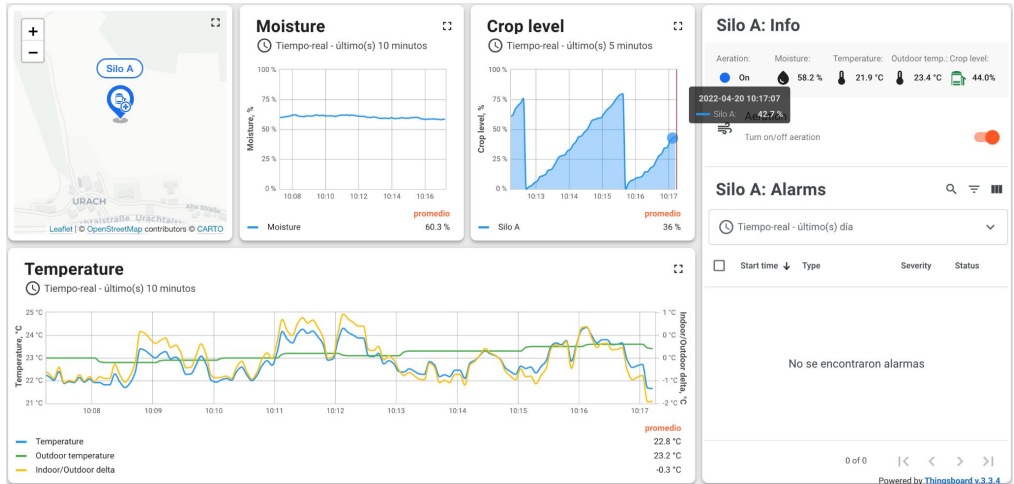 +
−
Silo A
URACH
Urachtalstraße Urachtalstraße
Alte Straße
Leaflet | © OpenStreetMap contributors © CARTO
Moisture
Tiempo-real - último(s) 10 minutos
Moisture, %
100 %
75 %
50 %
25 %
0 %
10:08 10:10 10:12 10:14 10:16
promedio
Moisture 60.3 %
Crop level
Tiempo-real - último(s) 5 minutos
Crop level, %
100 %
75 %
50 %
25 %
0 %
10:13 10:14 10:15 10:16 10:17
promedio
Silo A 36 %
2022-04-20 10:17:07
Silo A: 42.7 %
Temperature
Tiempo-real - último(s) 10 minutos
Temperature, °C
25 °C
24 °C
23 °C
22 °C
21 °C
10:08 10:09 10:10 10:11 10:12 10:13 10:14 10:15 10:16 10:17
1 °C
0 °C
0 °C
-1 °C
-2 °C
Indoor/Outdoor delta, °C
promedio
Temperature 22.8 °C
Outdoor temperature 23.2 °C
Indoor/Outdoor delta -0.3 °C
Silo A: Info
Aeration: Moisture: Temperature: Outdoor temp.: Crop level:
On 58.2 % 21.9 °C 23.4 °C 44.0%
Aeration
Turn on/off aeration
Silo A: Alarms
Tiempo-real - último(s) día
Start time Type Severity Status
No se encontraron alarmas
0 of 0
Powered by Thingsboard v.3.3.4